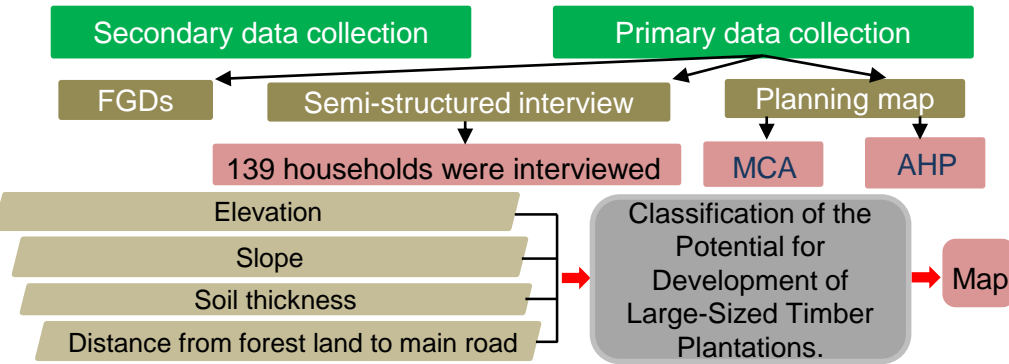 Secondary data collection
Primary data collection
FGDs
Semi-structured interview
Planning map
139 households were interviewed
MCA
AHP
Elevation
Slope
Soil thickness
Distance from forest land to main road
Classification of the
Potential for
Development of
Large-Sized Timber
Plantations.
Map